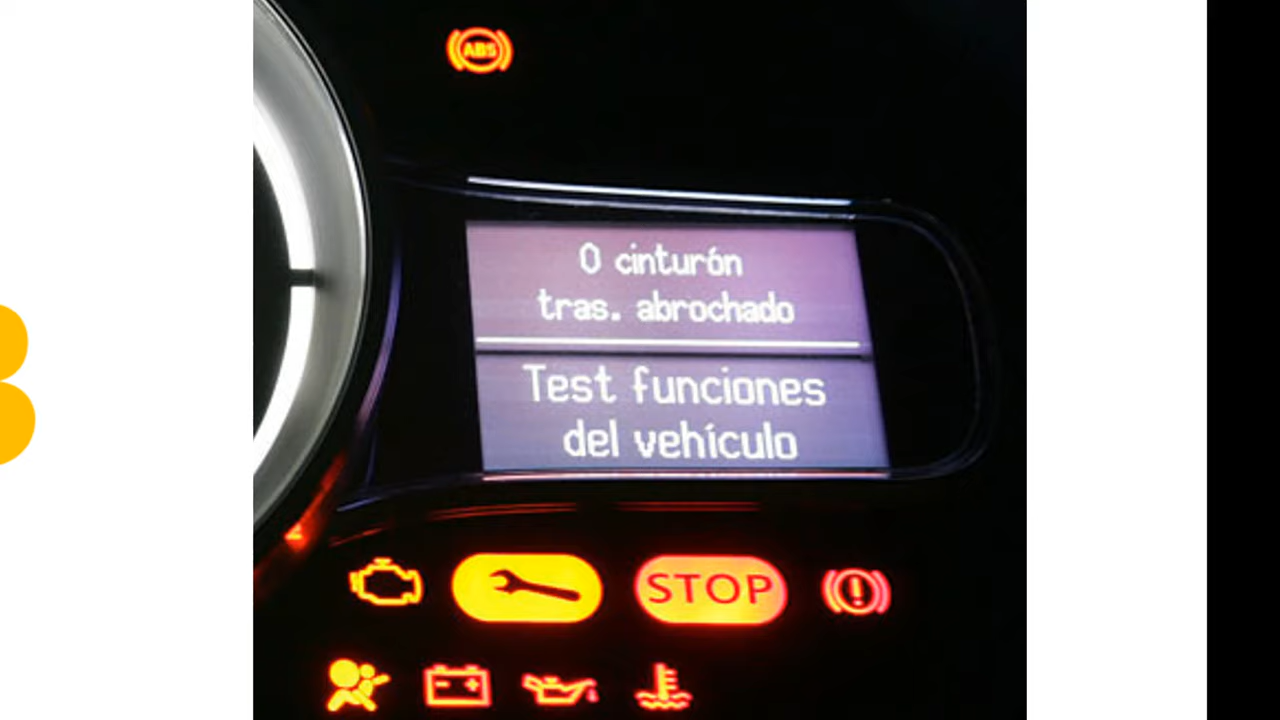 ABS
0 cinturón
tras. abrochado
Test funciones
del vehículo
STOP